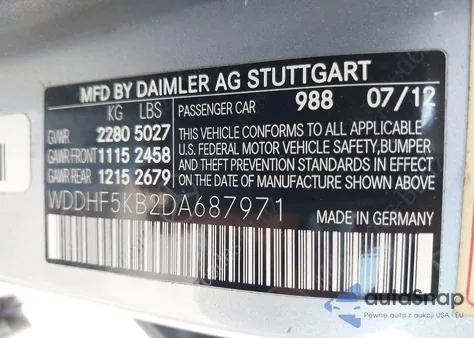 MFD BY DAIMLER AG STUTTGART
KG LBS
PASSENGER CAR 988 07/12
GVWR 2280 5027
GAWR FRONT 1115 2458
GAWR REAR 1215 2679
THIS VEHICLE CONFORMS TO ALL APPLICABLE
U.S. FEDERAL MOTOR VEHICLE SAFETY, BUMPER
AND THEFT PREVENTION STANDARDS IN EFFECT ON
THE DATE OF MANUFACTURE SHOWN ABOVE.
WDDHF5KB2DA687971
MADE IN GERMANY
autoSnap
Pewne auta z aukcji USA i EU